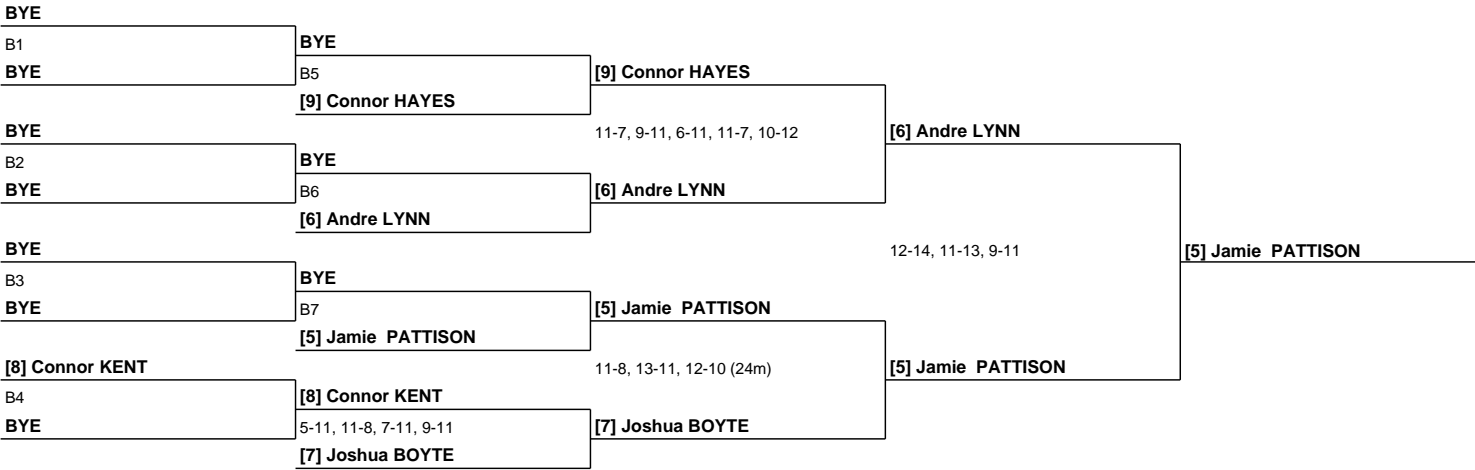 BYE
B1
BYE
BYE
B5
[9] Connor HAYES
[9] Connor HAYES
BYE
11-7, 9-11, 6-11, 11-7, 10-12
[6] Andre LYNN
B2
BYE
BYE
B6
[6] Andre LYNN
[6] Andre LYNN
BYE
12-14, 11-13, 9-11
[5] Jamie  PATTISON
B3
BYE
BYE
B7
[5] Jamie  PATTISON
[5] Jamie  PATTISON
[8] Connor KENT
11-8, 13-11, 12-10 (24m)
[5] Jamie  PATTISON
B4
[8] Connor KENT
BYE
5-11, 11-8, 7-11, 9-11
[7] Joshua BOYTE
[7] Joshua BOYTE